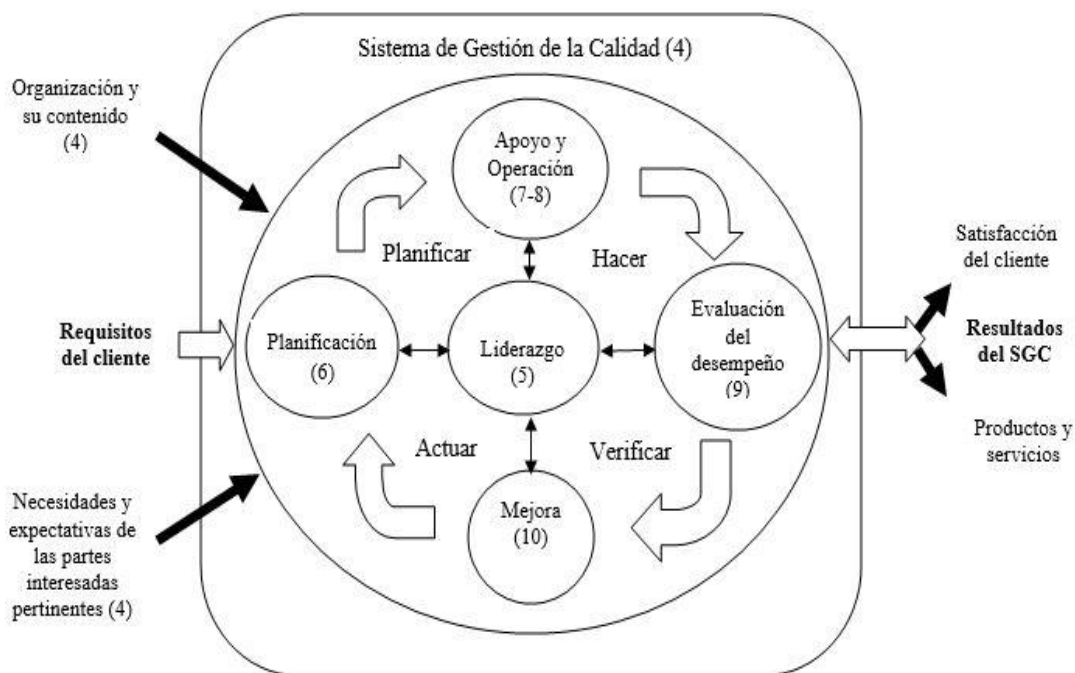 Sistema de Gestión de la Calidad (4)
Organización y
su contenido
(4)
Apoyo y
Operación
(7-8)
Planificar
Hacer
Satisfacción
del cliente
Requisitos
del cliente
Planificación
(6)
Liderazgo
(5)
Evaluación
del
desempeño
(9)
Resultados
del SGC
Actuar
Verificar
Productos y
servicios
Necesidades y
expectativas de
las partes
interesadas
pertinentes (4)
Mejora
(10)